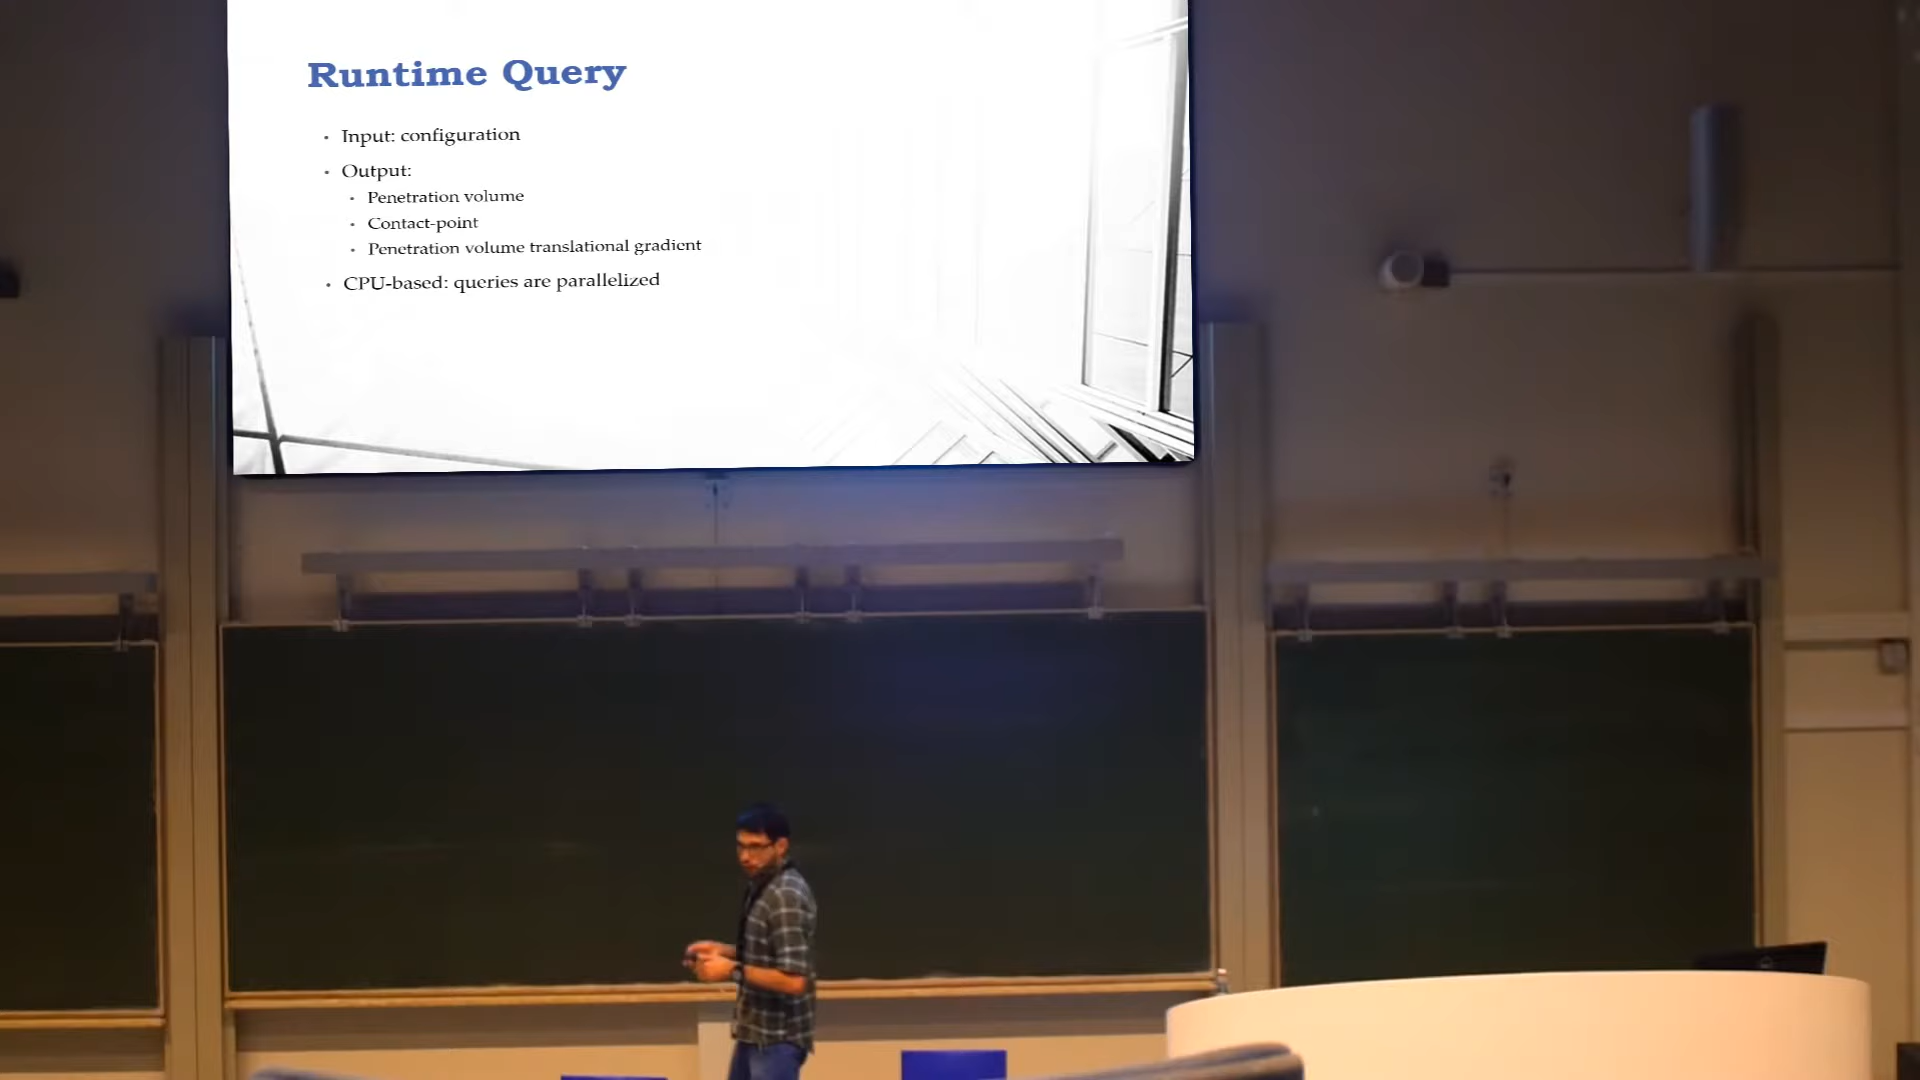 Runtime Query
• Input: configuration
• Output:
• Penetration volume
• Contact-point
• Penetration volume translational gradient
• CPU-based: queries are parallelized